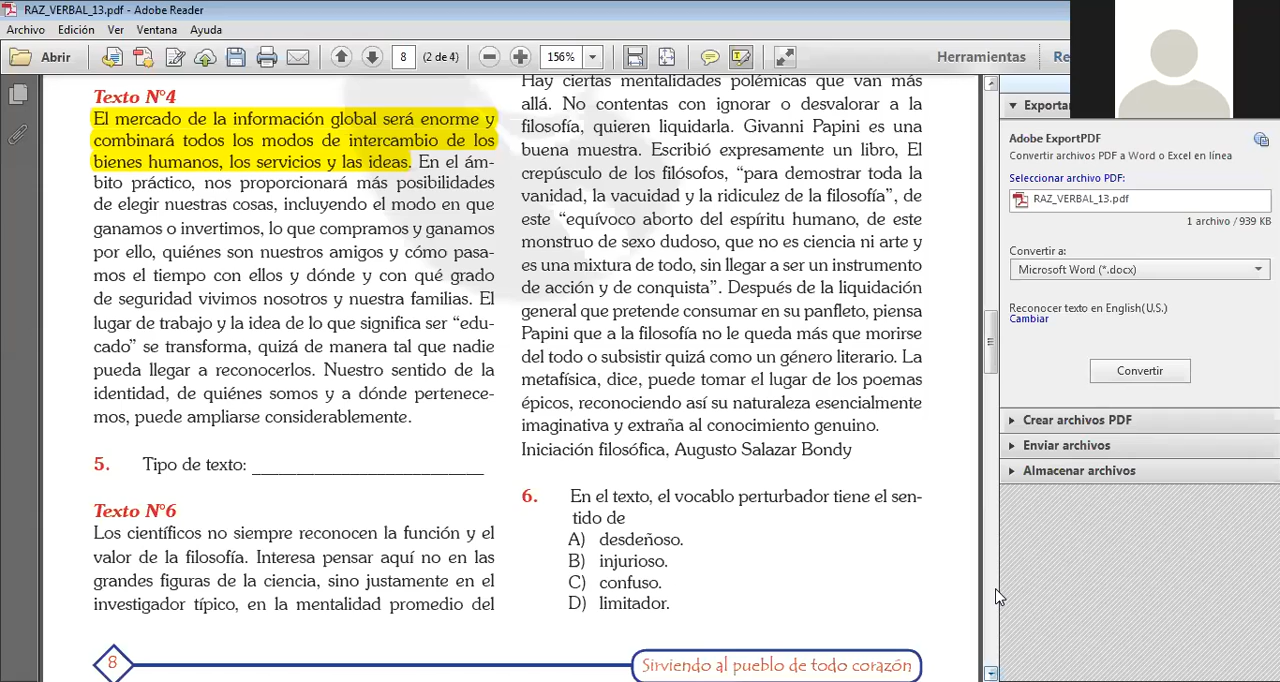 RAZ_VERBAL_13.pdf - Adobe Reader
Archivo Edición Ver Ventana Ayuda
Abrir
8 (2 de 4)
156%
Herramientas
Re
Texto N°4
El mercado de la información global será enorme y
combinará todos los modos de intercambio de los
bienes humanos, los servicios y las ideas. En el ám-
bito práctico, nos proporcionará más posibilidades
de elegir nuestras cosas, incluyendo el modo en que
ganamos o invertimos, lo que compramos y ganamos
por ello, quiénes son nuestros amigos y cómo pasa-
mos el tiempo con ellos y dónde y con qué grado
de seguridad vivimos nosotros y nuestra familias. El
lugar de trabajo y la idea de lo que significa ser “edu-
cado” se transforma, quizá de manera tal que nadie
pueda llegar a reconocerlos. Nuestro sentido de la
identidad, de quiénes somos y a dónde pertenece-
mos, puede ampliarse considerablemente.
5. Tipo de texto: ________________________
Texto N°6
Los científicos no siempre reconocen la función y el
valor de la filosofía. Interesa pensar aquí no en las
grandes figuras de la ciencia, sino justamente en el
investigador típico, en la mentalidad promedio del
Hay ciertas mentalidades polémicas que van más
allá. No contentas con ignorar o desvalorar a la
filosofía, quieren liquidarla. Givanni Papini es una
buena muestra. Escribió expresamente un libro, El
crepúsculo de los filósofos, “para demostrar toda la
vanidad, la vacuidad y la ridiculez de la filosofía”, de
este “equívoco aborto del espíritu humano, de este
monstruo de sexo dudoso, que no es ciencia ni arte y
es una mixtura de todo, sin llegar a ser un instrumento
de acción y de conquista”. Después de la liquidación
general que pretende consumar en su panfleto, piensa
Papini que a la filosofía no le queda más que morirse
del todo o subsistir quizá como un género literario. La
metafísica, dice, puede tomar el lugar de los poemas
épicos, reconociendo así su naturaleza esencialmente
imaginativa y extraña al conocimiento genuino.
Iniciación filosófica, Augusto Salazar Bondy
6. En el texto, el vocablo perturbador tiene el sen-
tido de
A) desdeñoso.
B) injurioso.
C) confuso.
D) limitador.
8
Sirviendo al pueblo de todo corazón
Exportar
Adobe ExportPDF
Convertir archivos PDF a Word o Excel en línea
Seleccionar archivo PDF:
RAZ_VERBAL_13.pdf
1 archivo / 939 KB
Convertir a:
Microsoft Word (*.docx)
Reconocer texto en English(U.S.)
Cambiar
Convertir
Crear archivos PDF
Enviar archivos
Almacenar archivos